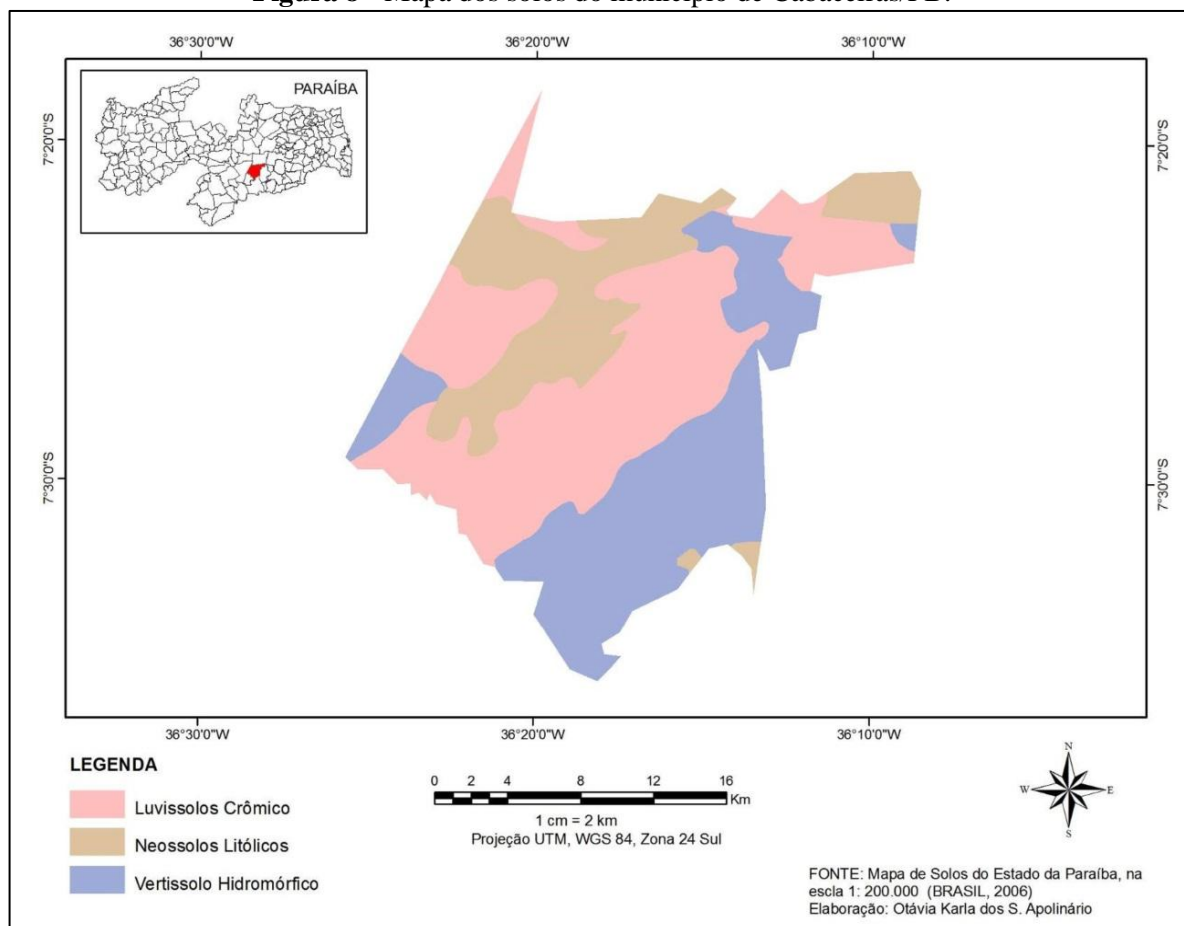 36°30'0"W
36°20'0"W
36°10'0"W
PARAÍBA
7°20'0"S
7°20'0"S
7°30'0"S
7°30'0"S
36°30'0"W
36°20'0"W
36°10'0"W
LEGENDA
Luvissolos Crômico
Neossolos Litólicos
Vertissolo Hidromórfico
0 2 4 8 12 16
Km
1 cm = 2 km
Projeção UTM, WGS 84, Zona 24 Sul
N
W E
S
FONTE: Mapa de Solos do Estado da Paraíba, na
escla 1: 200.000 (BRASIL, 2006)
Elaboração: Otávia Karla dos S. Apolinário